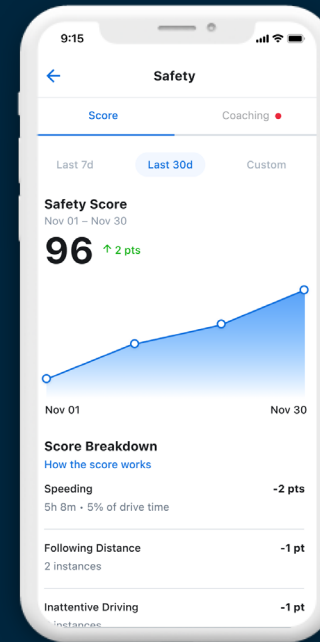 9:15
Safety
Score
Coaching
Last 7d
Last 30d
Custom
Safety Score
Nov 01 – Nov 30
96 ↑ 2 pts
Nov 01
Nov 30
Score Breakdown
How the score works
Speeding
-2 pts
5h 8m • 5% of drive time
Following Distance
-1 pt
2 instances
Inattentive Driving
-1 pt
instances